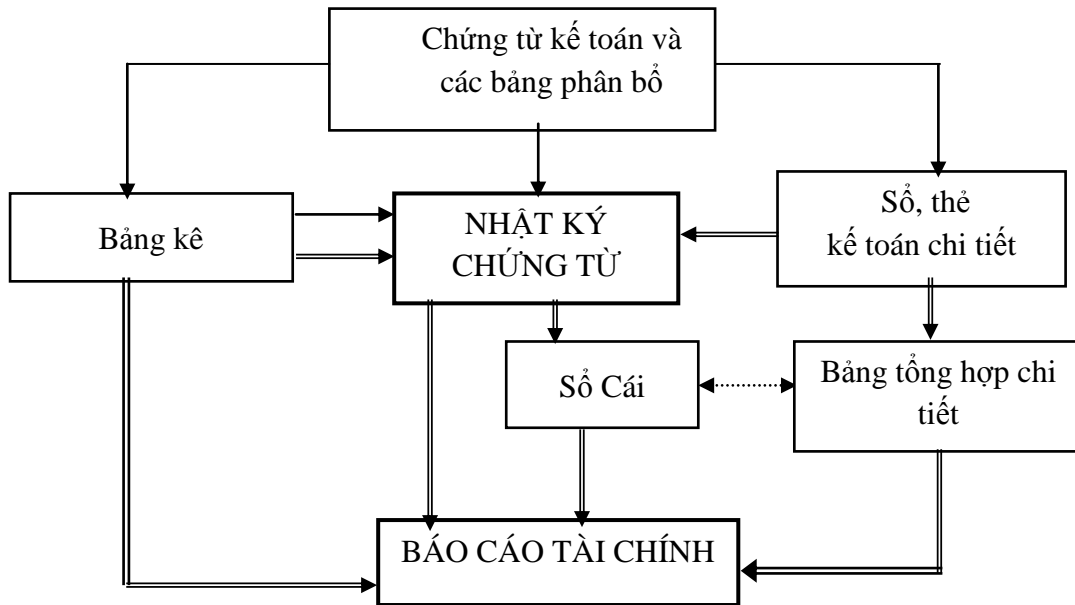 Chứng từ kế toán và
các bảng phân bổ
Bảng kê
NHẬT KÝ
CHỨNG TỪ
Sổ, thẻ
kế toán chi tiết
Sổ Cái
Bảng tổng hợp chi
tiết
BÁO CÁO TÀI CHÍNH